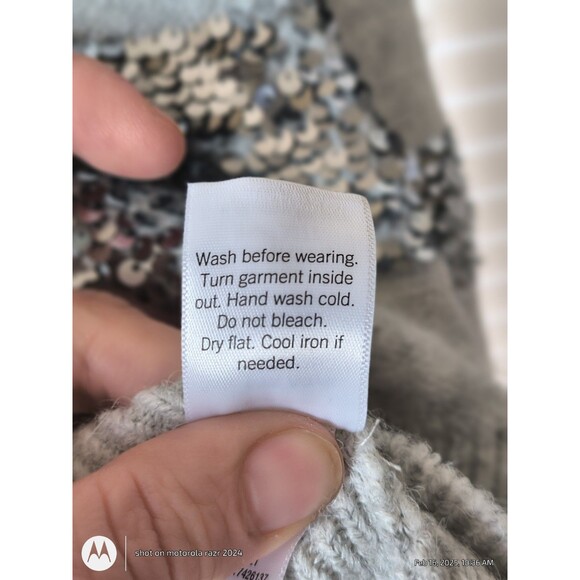 Wash before wearing.
Turn garment inside
out. Hand wash cold.
Do not bleach.
Dry flat. Cool iron if
needed.
shot on motorola razr 2024